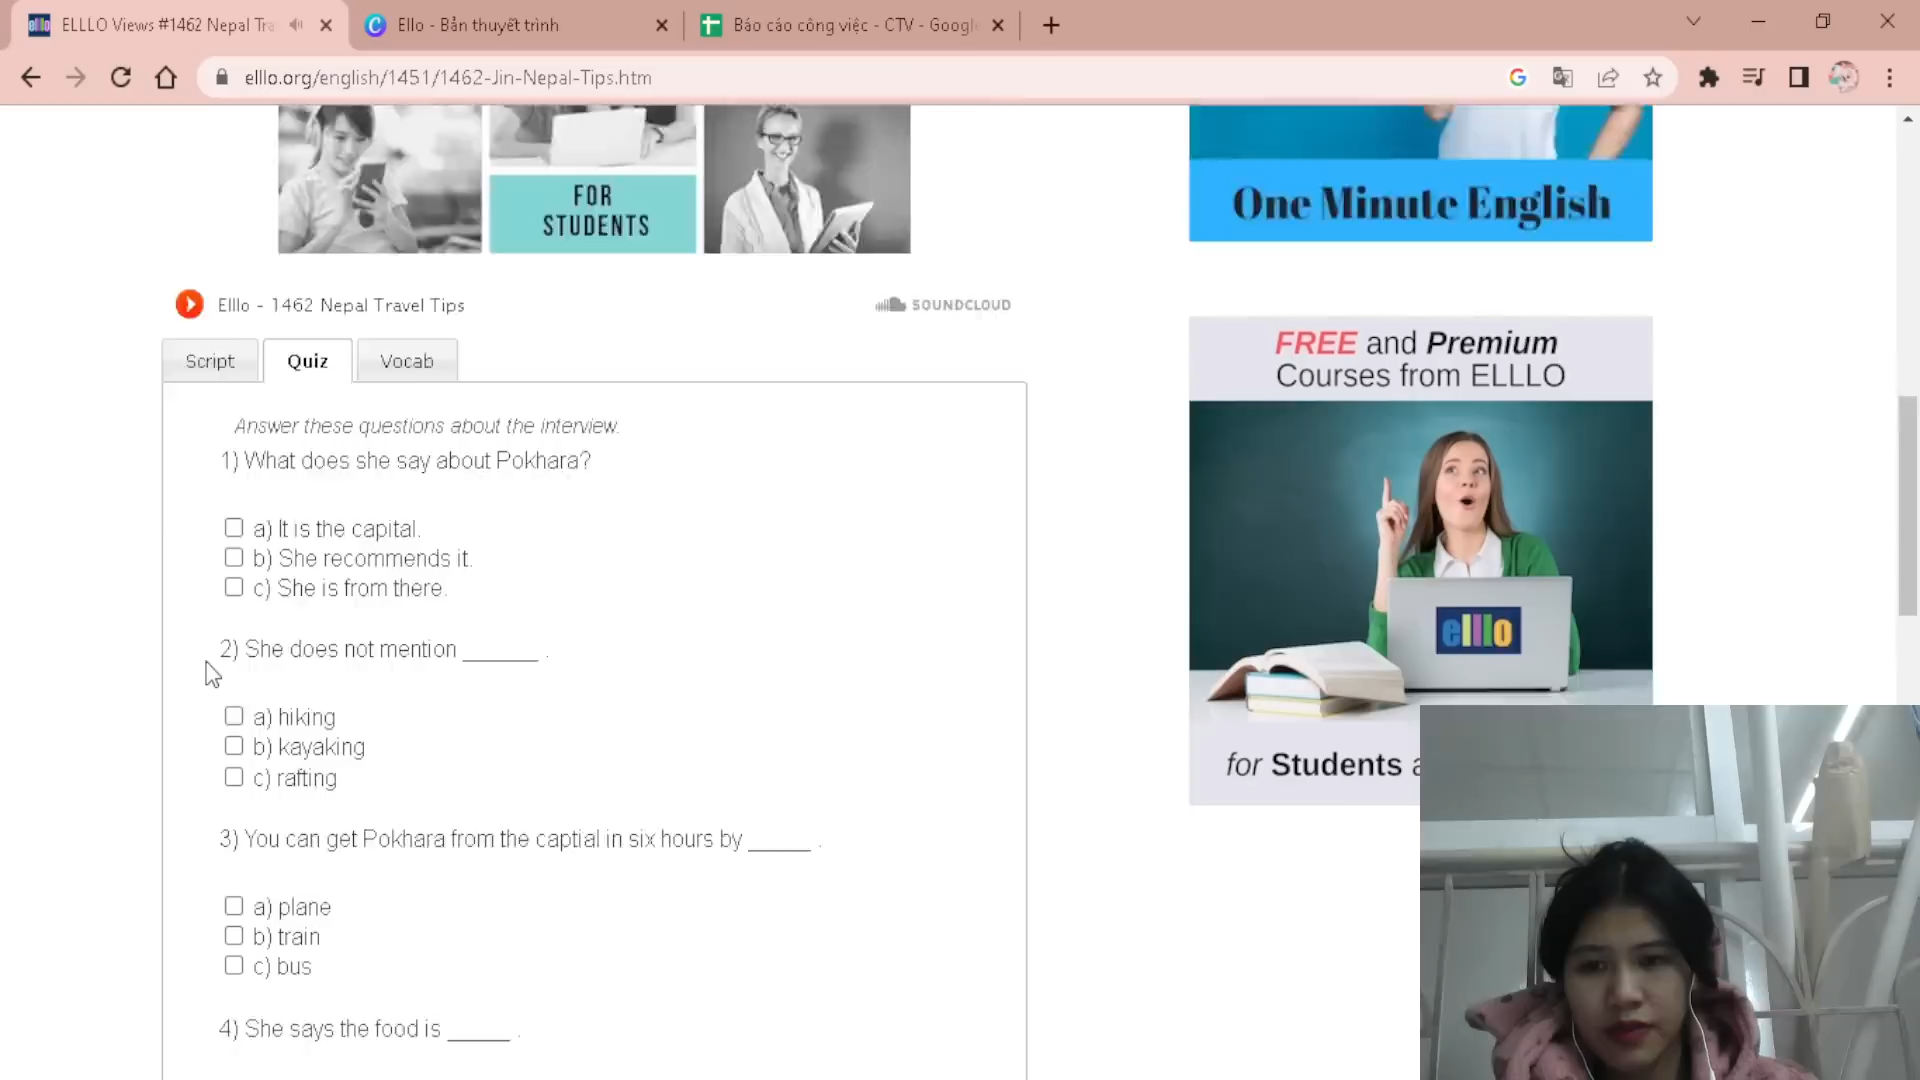 ELLLO Views #1462 Nepal Tra
Ello - Bản thuyết trình
Báo cáo công việc - CTV - Googl
elllo.org/english/1451/1462-Jin-Nepal-Tips.htm
FOR
STUDENTS
One Minute English
Elllo - 1462 Nepal Travel Tips
SOUNDCLOUD
FREE and Premium
Courses from ELLLO
Script
Quiz
Vocab
Answer these questions about the interview.
1) What does she say about Pokhara?
a) It is the capital.
b) She recommends it.
c) She is from there.
2) She does not mention _______ .
a) hiking
b) kayaking
c) rafting
3) You can get Pokhara from the captial in six hours by ______ .
a) plane
b) train
c) bus
4) She says the food is ______ .
elllo
for Students a